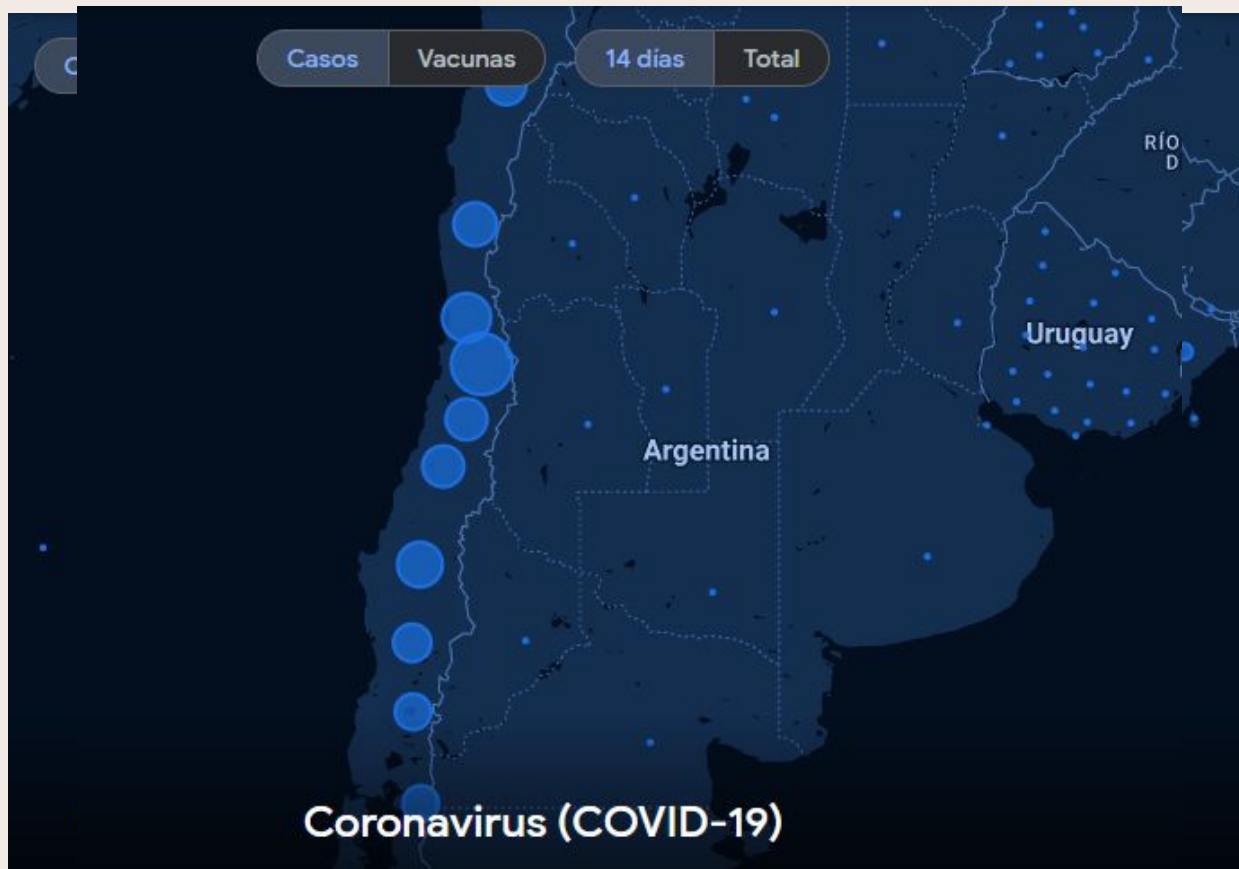 C
Casos
Vacunas
14 días
Total
RÍO
D
Uruguay
Argentina
Coronavirus (COVID-19)